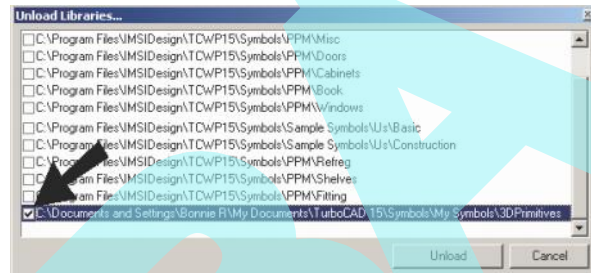 Unload Libraries...
C:\Program Files\IMSIDesign\TCWP15\Symbols\PPM\Misc
C:\Program Files\IMSIDesign\TCWP15\Symbols\PPM\Doors
C:\Program Files\IMSIDesign\TCWP15\Symbols\PPM\Cabinets
C:\Program Files\IMSIDesign\TCWP15\Symbols\PPM\Book
C:\Program Files\IMSIDesign\TCWP15\Symbols\PPM\Windows
C:\Program Files\IMSIDesign\TCWP15\Symbols\Sample Symbols\Us\Basic
C:\Program Files\IMSIDesign\TCWP15\Symbols\Sample Symbols\Us\Construction
C:\Program Files\IMSIDesign\TCWP15\Symbols\PPM\Refreg
Files\IMSIDesign\TCWP15\Symbols\PPM\Shelves
Files\IMSIDesign\TCWP15\Symbols\PPM\Fitting
C:\Documents and Settings\Bonnie R\My Documents\TurboCAD 15\Symbols\My Symbols\3DPrimitives
Unload Cancel